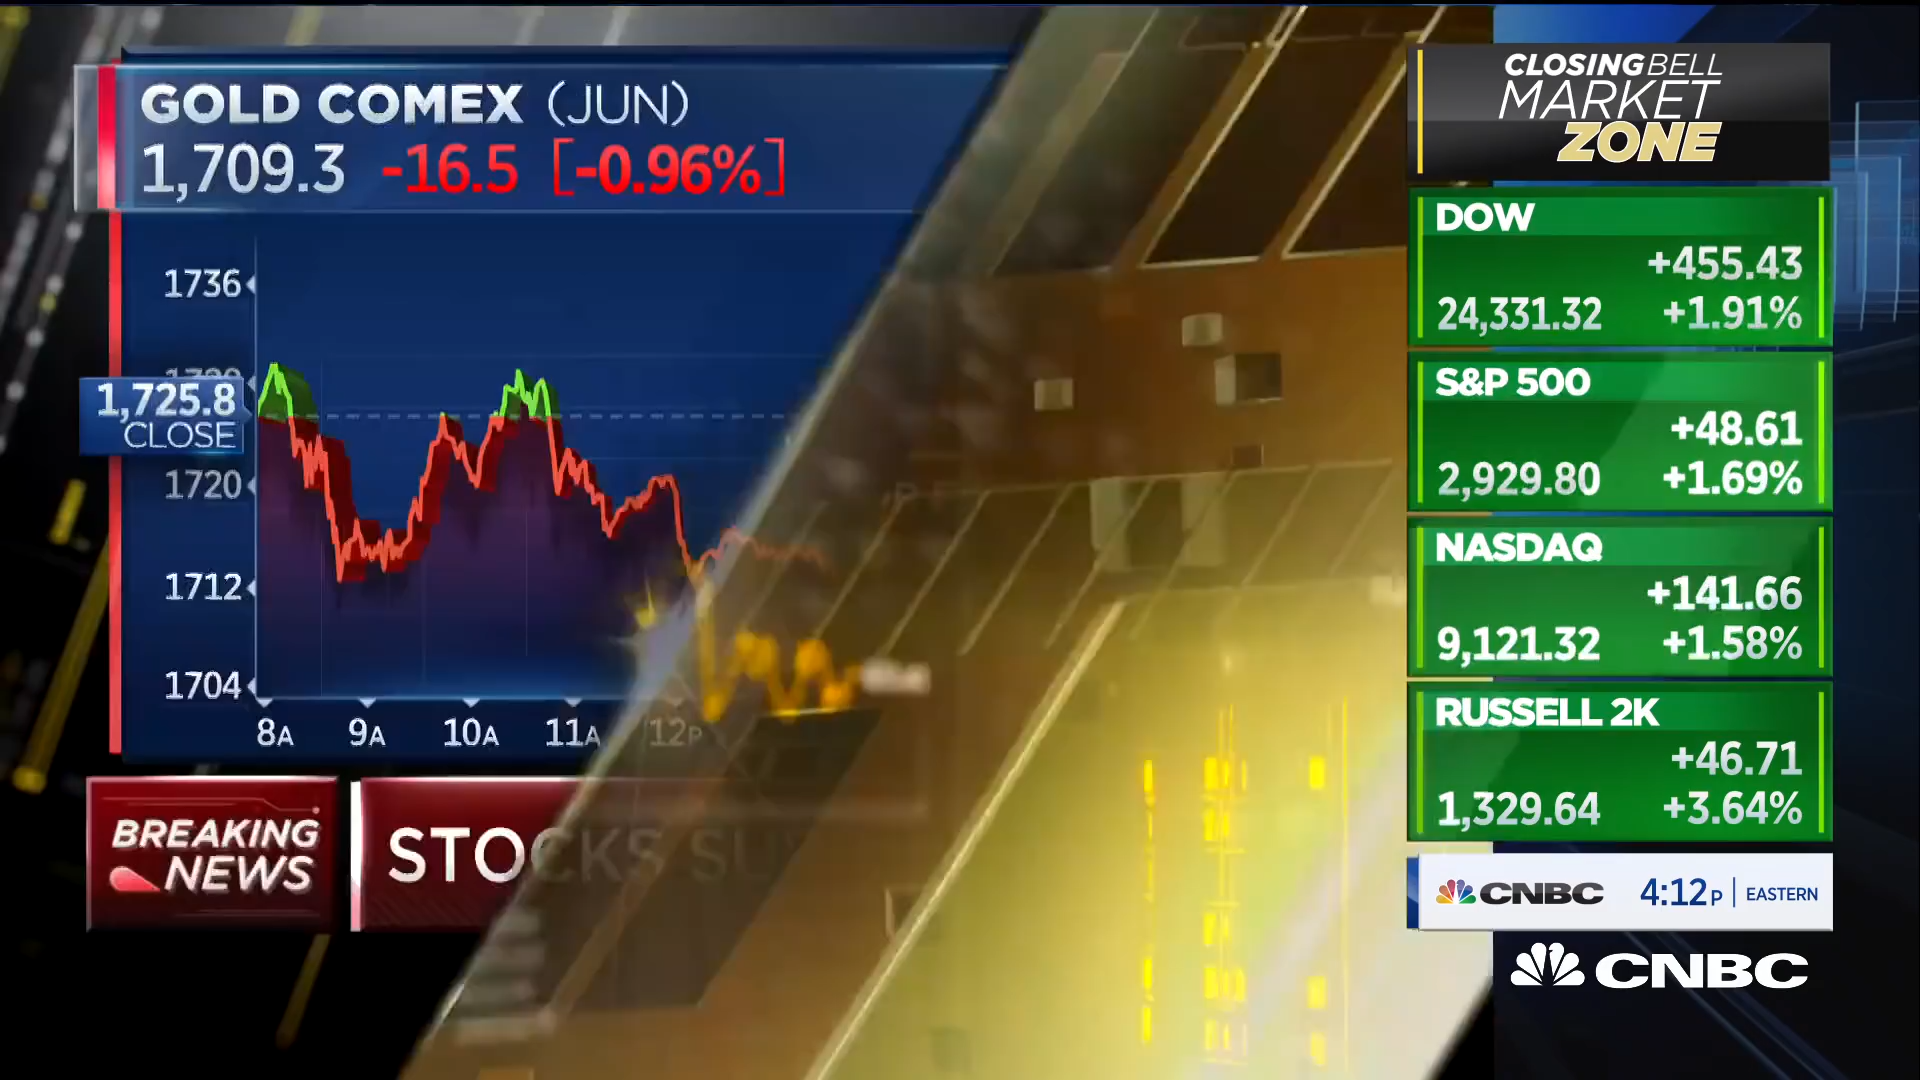 GOLD COMEX (JUN)
1,709.3 -16.5 [-0.96%]
1736
1,725.8
CLOSE
1720
1712
1704
8A 9A 10A 11A 12P
BREAKING
NEWS
STOCKS
CLOSING BELL
MARKET
ZONE
DOW
+455.43
24,331.32 +1.91%
S&P 500
+48.61
2,929.80 +1.69%
NASDAQ
+141.66
9,121.32 +1.58%
RUSSELL 2K
+46.71
1,329.64 +3.64%
CNBC 4:12P | EASTERN
CNBC